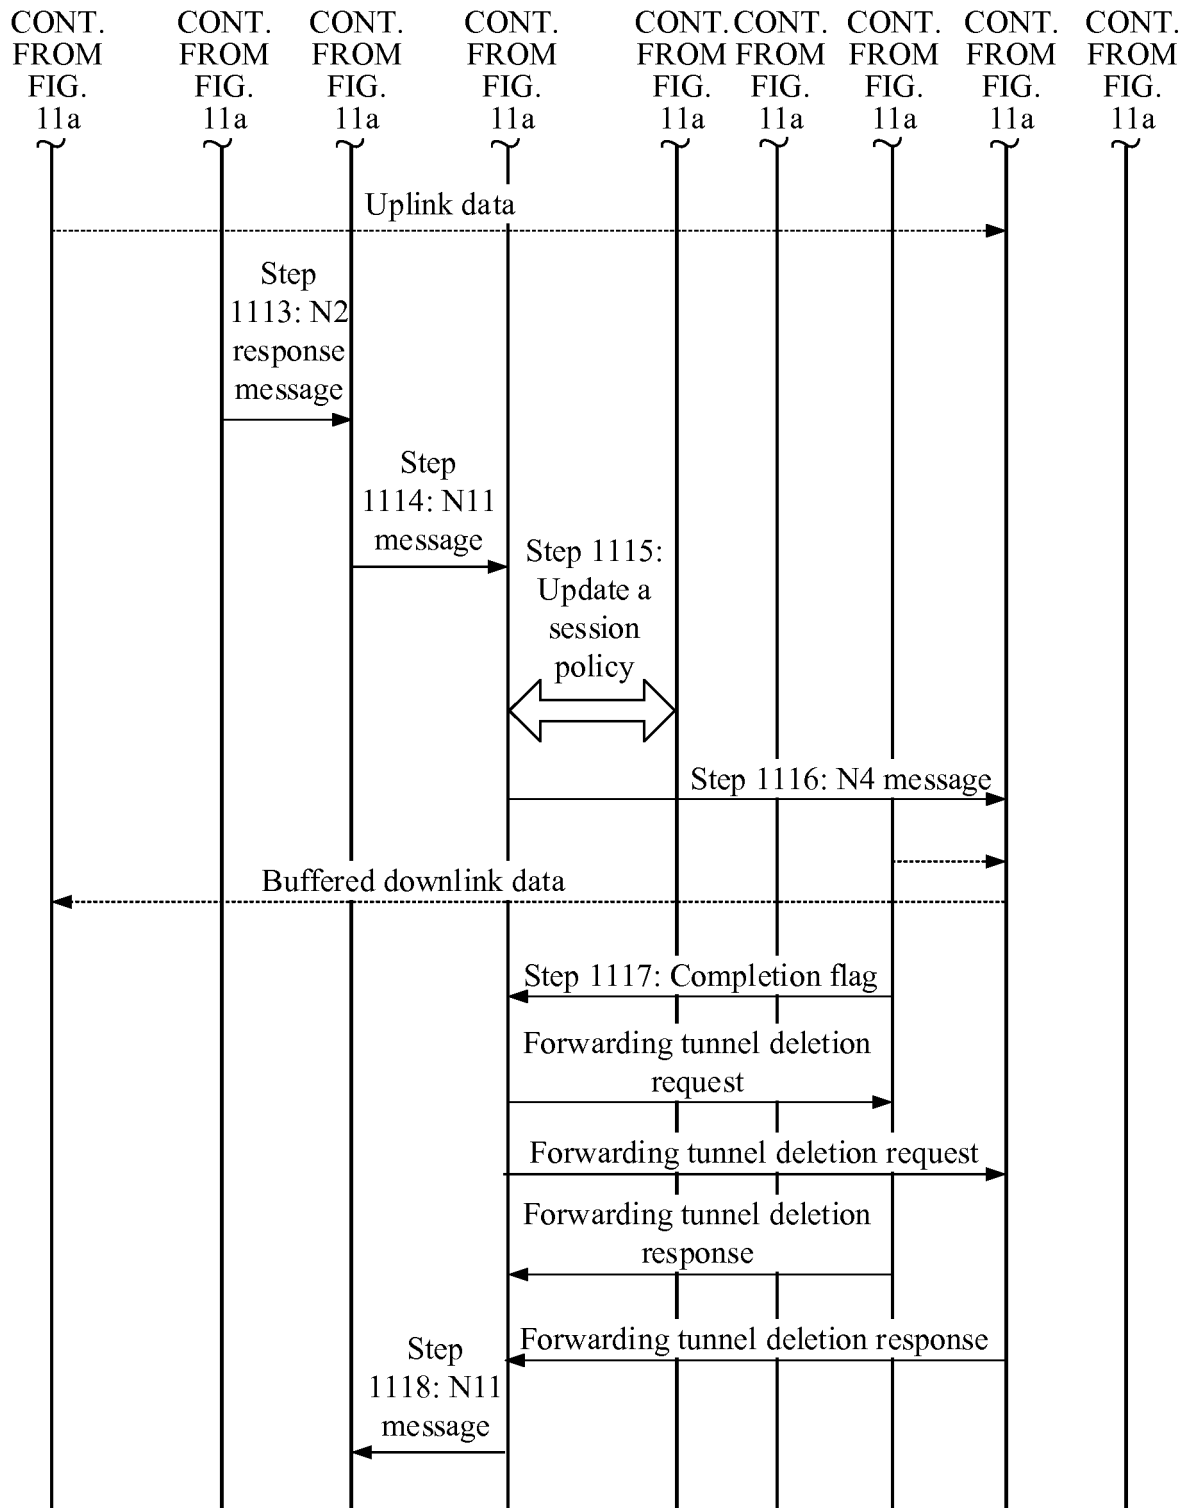 CONT. CONT. CONT. CONT. CONT. CONT. CONT. CONT. CONT.
FROM FROM FROM FROM FROM FROM FROM FROM FROM
FIG. FIG. FIG. FIG. FIG. FIG. FIG. FIG. FIG.
11a 11a 11a 11a 11a 11a 11a 11a 11a
Uplink data
Step
1113: N2
response
message
Step
1114: N11
message
Step 1115:
Update a
session
policy
Step 1116: N4 message
Buffered downlink data
Step 1117: Completion flag
Forwarding tunnel deletion
request
Forwarding tunnel deletion request
Forwarding tunnel deletion
response
Forwarding tunnel deletion response
Step
1118: N11
message